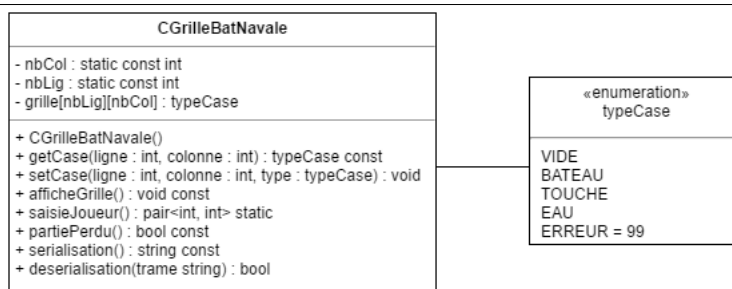 CGrilleBatNavale
- nbCol : static const int
- nbLig : static const int
- grille[nbLig][nbCol] : typeCase
+ CGrilleBatNavale()
+ getCase(ligne : int, colonne : int) : typeCase const
+ setCase(ligne : int, colonne : int, type : typeCase) : void
+ afficheGrille() : void const
+ saisieJoueur() : pair<int, int> static
+ partiePerdu() : bool const
+ serialisation() : string const
+ deserialisation(trame string) : bool
«enumeration»
typeCase
VIDE
BATEAU
TOUCHE
EAU
ERREUR = 99